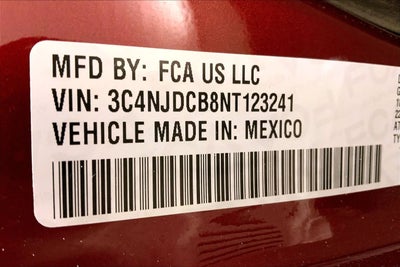 MFD BY: FCA US LLC
VIN: 3C4NJDCB8NT123241
VEHICLE MADE IN: MEXICO